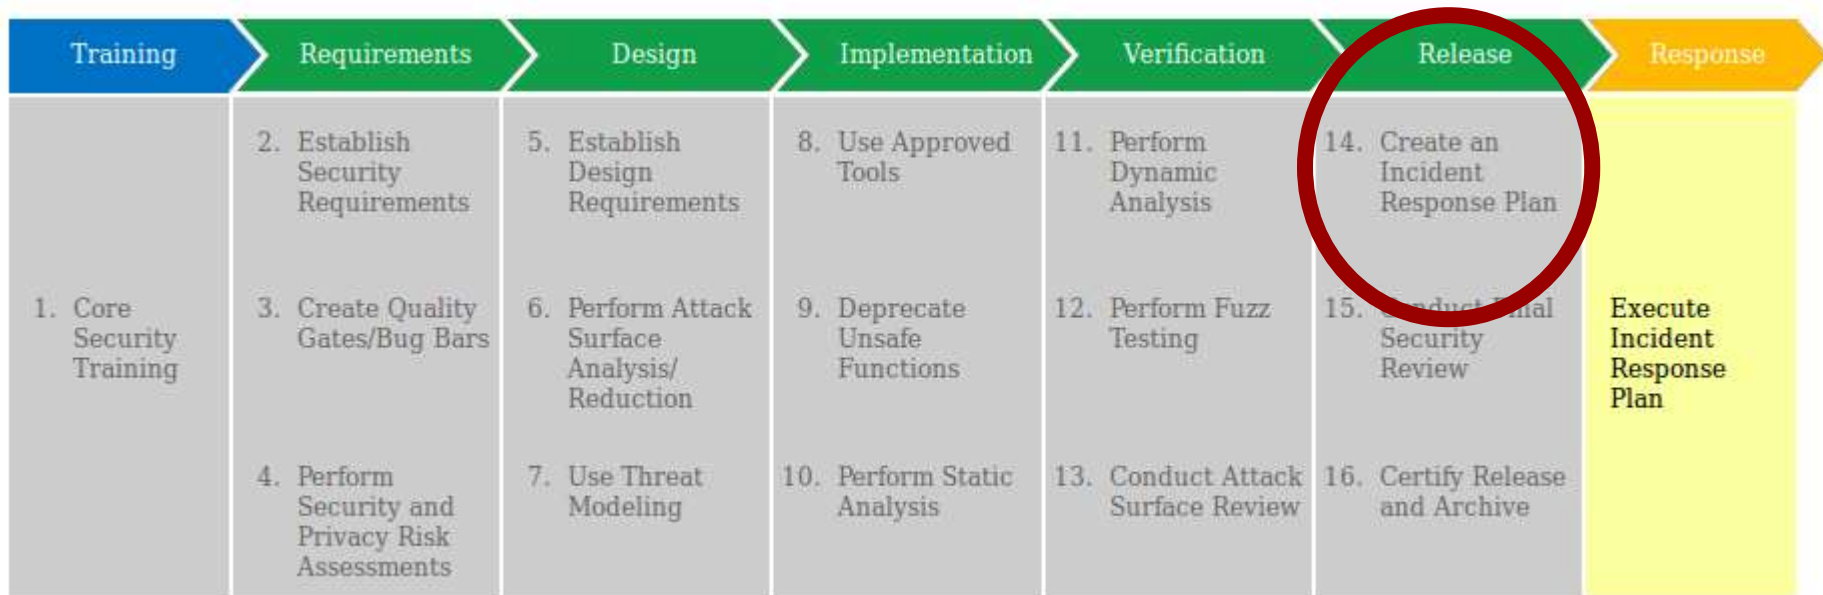 Training
Requirements
Design
Implementation
Verification
Release
Response
1. Core
Security
Training
2. Establish
Security
Requirements
3. Create Quality
Gates/Bug Bars
4. Perform
Security and
Privacy Risk
Assessments
5. Establish
Design
Requirements
6. Perform Attack
Surface
Analysis/
Reduction
7. Use Threat
Modeling
8. Use Approved
Tools
9. Deprecate
Unsafe
Functions
10. Perform Static
Analysis
11. Perform
Dynamic
Analysis
12. Perform Fuzz
Testing
13. Conduct Attack
Surface Review
14. Create an
Incident
Response Plan
15. Conduct Final
Security
Review
16. Certify Release
and Archive
Execute
Incident
Response
Plan